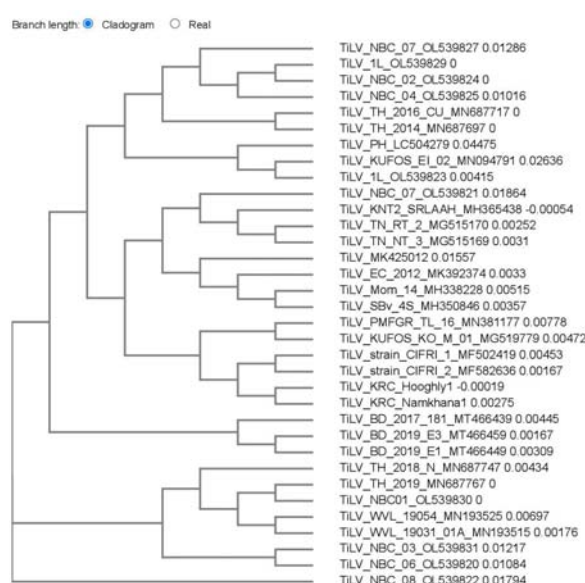 Branch length: Cladogram Real
TiLV_NBC_07_OL539827 0.01286
TiLV_1L_OL539829 0
TiLV_NBC_02_OL539824 0
TiLV_NBC_04_OL539825 0.01016
TiLV_TH_2016_CU_MN687717 0
TiLV_TH_2014_MN687697 0
TiLV_PH_LC504279 0.04475
TiLV_KUFOS_EI_02_MN094791 0.02636
TiLV_1L_OL539823 0.00415
TiLV_NBC_07_OL539821 0.01864
TiLV_KNT2_SRLAAH_MH365438 -0.00054
TiLV_TN_RT_2_MG515170 0.00252
TiLV_TN_NT_3_MG515169 0.0031
TiLV_MK425012 0.01557
TiLV_EC_2012_MK392374 0.0033
TiLV_Mom_14_MH338228 0.00515
TiLV_SBv_4S_MH350846 0.00357
TiLV_PMFGR_TL_16_MN381177 0.00778
TiLV_KUFOS_KO_M_01_MG519779 0.00472
TiLV_strain_CIFRI_1_MF502419 0.00453
TiLV_strain_CIFRI_2_MF582636 0.00167
TiLV_KRC_Hooghly1 -0.00019
TiLV_KRC_Namkhana1 0.00275
TiLV_BD_2017_181_MT466439 0.00445
TiLV_BD_2019_E3_MT466459 0.00167
TiLV_BD_2019_E1_MT466449 0.00309
TiLV_TH_2018_N_MN687747 0.00434
TiLV_TH_2019_MN687767 0
TiLV_NBC01_OL539830 0
TiLV_WVL_19054_MN193525 0.00697
TiLV_WVL_19031_01A_MN193515 0.00176
TiLV_NBC_03_OL539831 0.01217
TiLV_NBC_06_OL539820 0.01084
TiLV_NBC_08_OL539822 0.01794